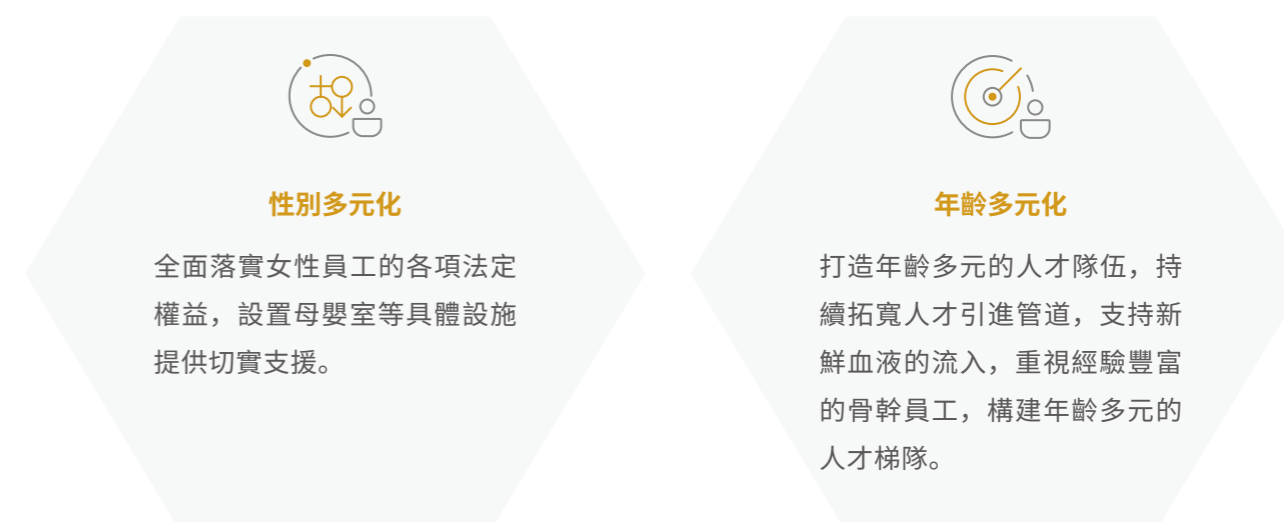 性別多元化
全面落實女性員工的各項法定
權益，設置母嬰室等具體設施
提供切實支援。
年齡多元化
打造年齡多元的人才隊伍，持
續拓寬人才引進管道，支持新
鮮血液的流入，重視經驗豐富
的骨幹員工，構建年齡多元的
人才梯隊。